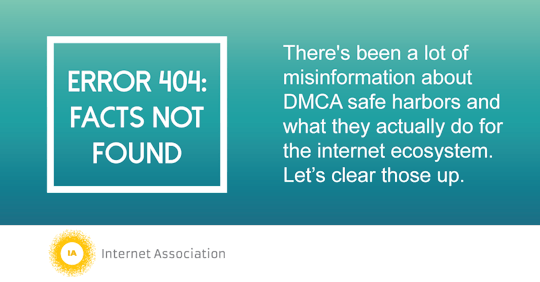 ERROR 404:
FACTS NOT
FOUND
There's been a lot of
misinformation about
DMCA safe harbors and
what they actually do for
the internet ecosystem.
Let’s clear those up.
IA
Internet Association